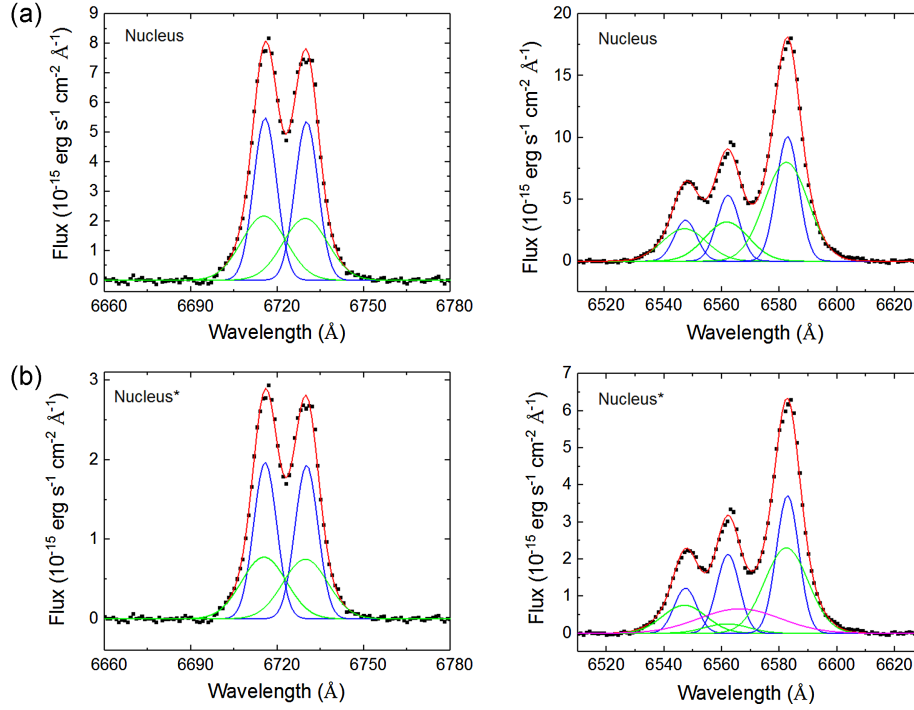 (a)
Nucleus
Flux (10⁻¹⁵ erg s⁻¹ cm⁻² Å⁻¹)
9
8
7
6
5
4
3
2
1
0
6660 6690 6720 6750 6780
Wavelength (Å)
Nucleus
Flux (10⁻¹⁵ erg s⁻¹ cm⁻² Å⁻¹)
20
15
10
5
0
6520 6540 6560 6580 6600 6620
Wavelength (Å)
(b)
Nucleus*
Flux (10⁻¹⁵ erg s⁻¹ cm⁻² Å⁻¹)
3
2
1
0
6660 6690 6720 6750 6780
Wavelength (Å)
Nucleus*
Flux (10⁻¹⁵ erg s⁻¹ cm⁻² Å⁻¹)
7
6
5
4
3
2
1
0
6520 6540 6560 6580 6600 6620
Wavelength (Å)